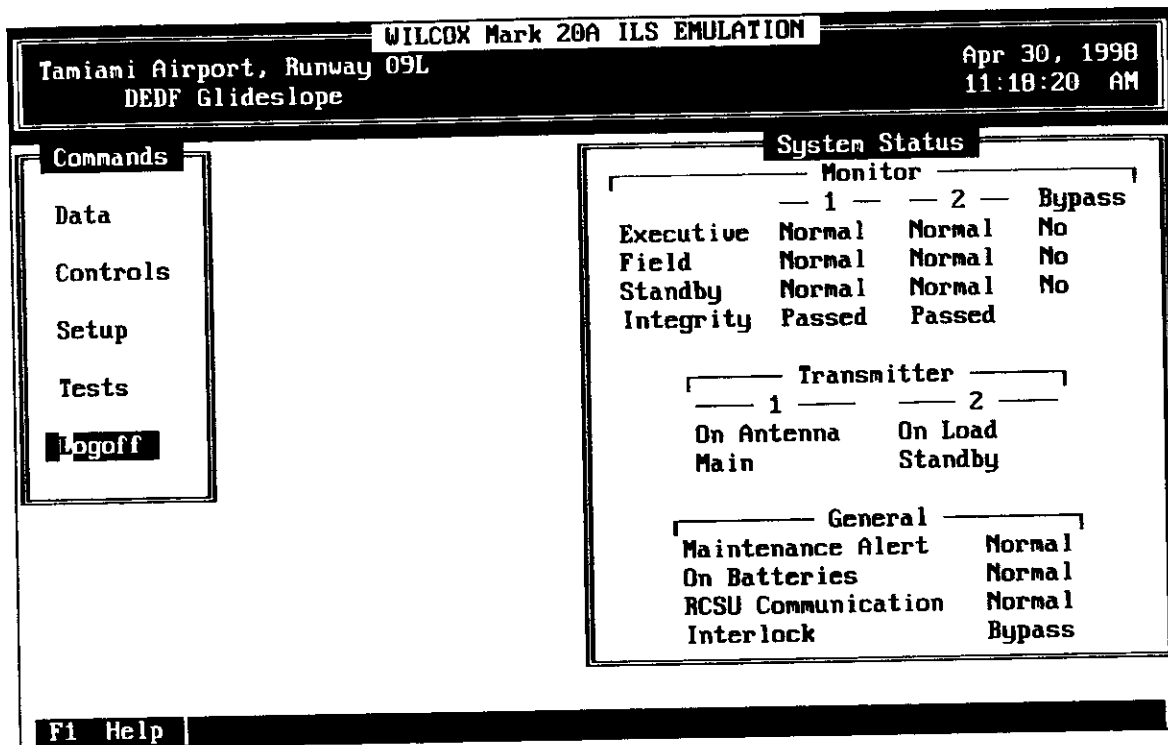 WILCOX Mark 20A ILS EMULATION
Tamiami Airport, Runway 09L
DEDF Glideslope
Apr 30, 1998
11:18:20 AM
Commands
Data
Controls
Setup
Tests
Logoff
System Status
Monitor
— 1 — — 2 — Bypass
Executive Normal Normal No
Field Normal Normal No
Standby Normal Normal No
Integrity Passed Passed
Transmitter
1 2
On Antenna On Load
Main Standby
General
Maintenance Alert Normal
On Batteries Normal
RCSU Communication Normal
Interlock Bypass
F1 Help